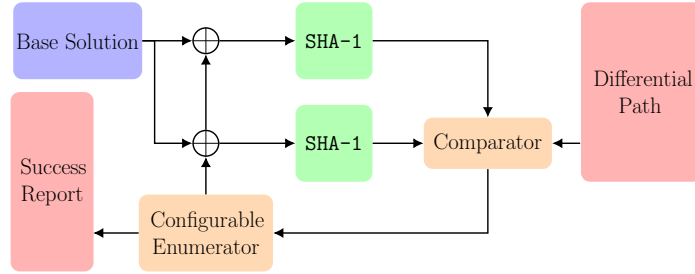 Base Solution
SHA-1
Differential
Path
SHA-1
Comparator
Success
Report
Configurable
Enumerator